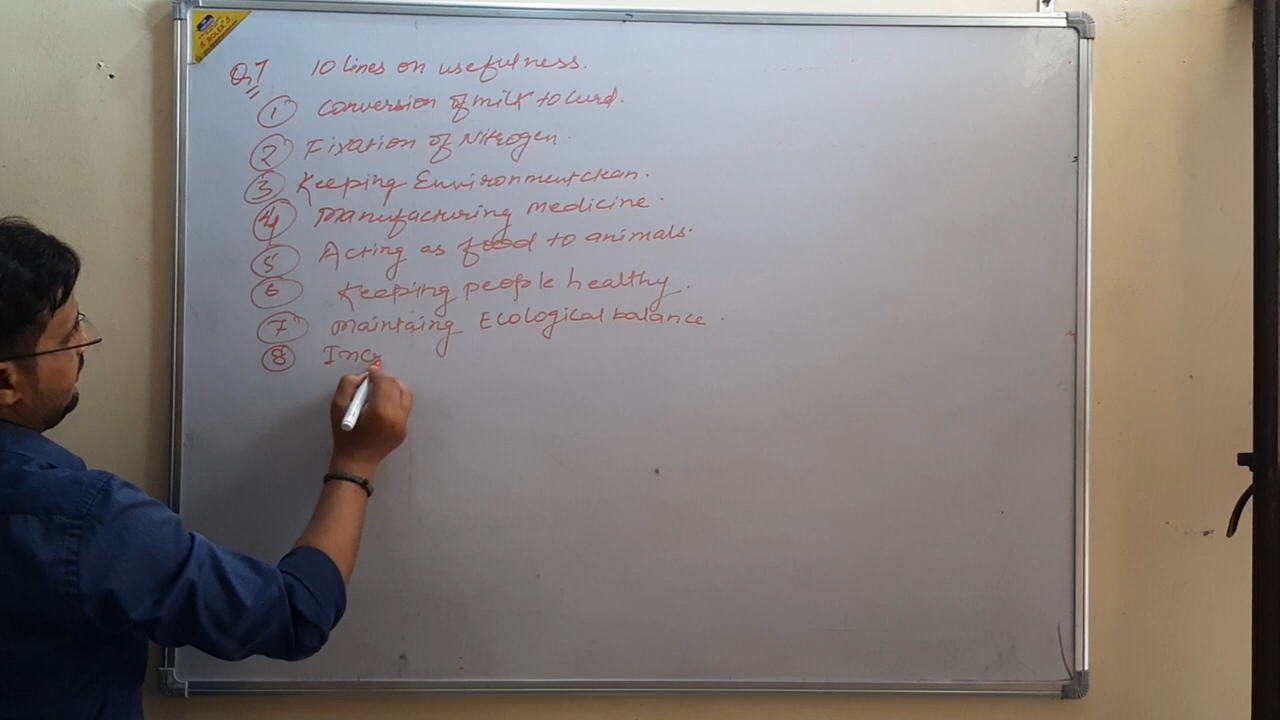 Q.7 10 lines on usefulness.
1 Conversion of milk to curd.
2 Fixation of Nitrogen.
3 Keeping Environment clean.
4 Manufacturing medicine.
5 Acting as food to animals.
6 Keeping people healthy.
7 Maintaing Ecological balance.
8 Inc